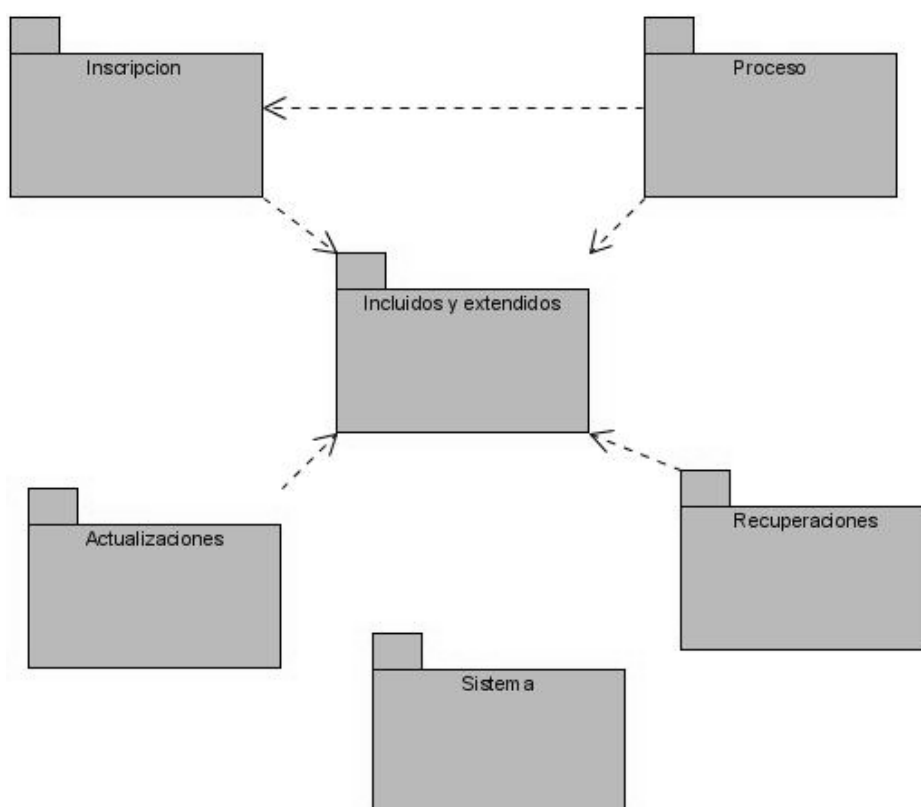 Inscripcion
Proceso
Incluidos y extendidos
Actualizaciones
Recuperaciones
Sistema